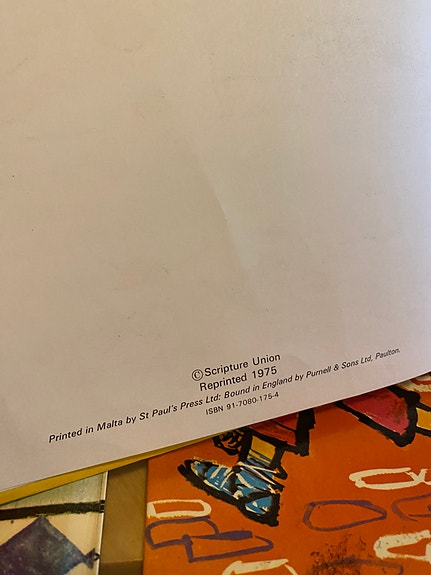 ©Scripture Union
Reprinted 1975
Printed in Malta by St Paul's Press Ltd: Bound in England by Purnell & Sons Ltd, Paulton.
ISBN 91-7080-175-4